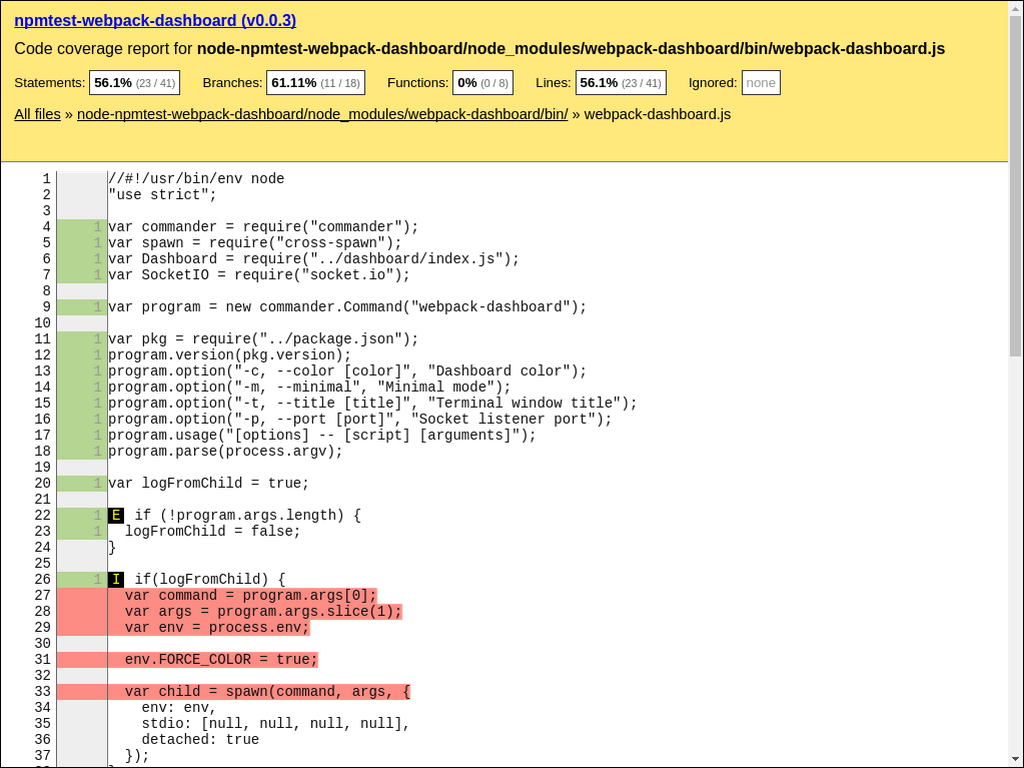 npmtest-webpack-dashboard (v0.0.3)
Code coverage report for node-npmtest-webpack-dashboard/node_modules/webpack-dashboard/bin/webpack-dashboard.js
Statements: 56.1% (23 / 41) Branches: 61.11% (11 / 18) Functions: 0% (0 / 8) Lines: 56.1% (23 / 41) Ignored: none
All files » node-npmtest-webpack-dashboard/node_modules/webpack-dashboard/bin/ » webpack-dashboard.js
1 //#!/usr/bin/env node
2 "use strict";
3
4 1 var commander = require("commander");
5 1 var spawn = require("cross-spawn");
6 1 var Dashboard = require("../dashboard/index.js");
7 1 var SocketIO = require("socket.io");
8
9 1 var program = new commander.Command("webpack-dashboard");
10
11 1 var pkg = require("../package.json");
12 1 program.version(pkg.version);
13 1 program.option("-c, --color [color]", "Dashboard color");
14 1 program.option("-m, --minimal", "Minimal mode");
15 1 program.option("-t, --title [title]", "Terminal window title");
16 1 program.option("-p, --port [port]", "Socket listener port");
17 1 program.usage("[options] -- [script] [arguments]");
18 1 program.parse(process.argv);
19
20 1 var logFromChild = true;
21
22 1 E if (!program.args.length) {
23 1 logFromChild = false;
24 }
25
26 1 I if(logFromChild) {
27 var command = program.args[0];
28 var args = program.args.slice(1);
29 var env = process.env;
30
31 env.FORCE_COLOR = true;
32
33 var child = spawn(command, args, {
34 env: env,
35 stdio: [null, null, null, null],
36 detached: true
37 });